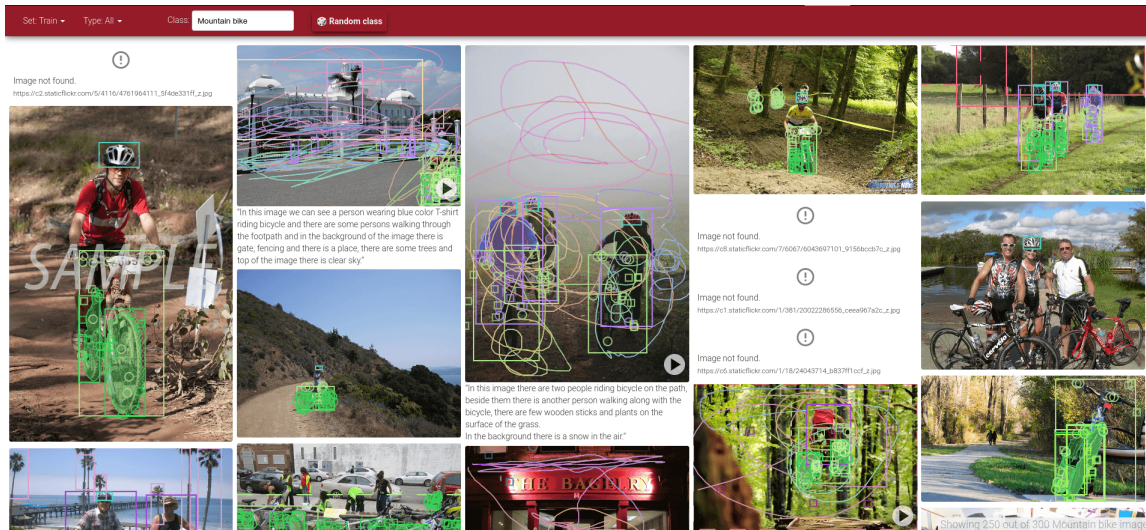 Set: Train
Type: All
Class:
Mountain bike
Random class
Image not found.
https://c2.staticflickr.com/5/4116/4761964111_5f4de331ff_z.jpg
SAMPLE
"In this image we can see a person wearing blue color T-shirt
riding bicycle and there are some persons walking through
the footpath and in the background of the image there is
gate, fencing and there is a place, there are some trees and
top of the image there is clear sky."
"In this image there are two people riding bicycle on the path,
beside them there is another person walking along with the
bicycle, there are few wooden sticks and plants on the
surface of the grass.
In the background there is a snow in the air."
THE BAGELRY
Image not found.
https://c8.staticflickr.com/7/6067/6043697101_9156bccb7c_z.jpg
Image not found.
https://c1.staticflickr.com/1/381/20022286556_ceea967a2c_z.jpg
Image not found.
https://c6.staticflickr.com/1/18/24043714_b837ff1ccf_z.jpg
Showing 250 out of 300 Mountain bike imag